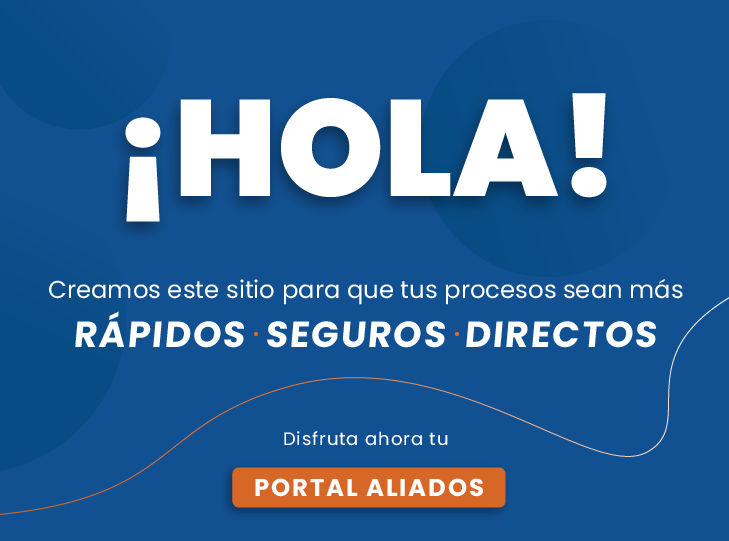 ¡HOLA!
Creamos este sitio para que tus procesos sean más
RÁPIDOS · SEGUROS · DIRECTOS
Disfruta ahora tu
PORTAL ALIADOS